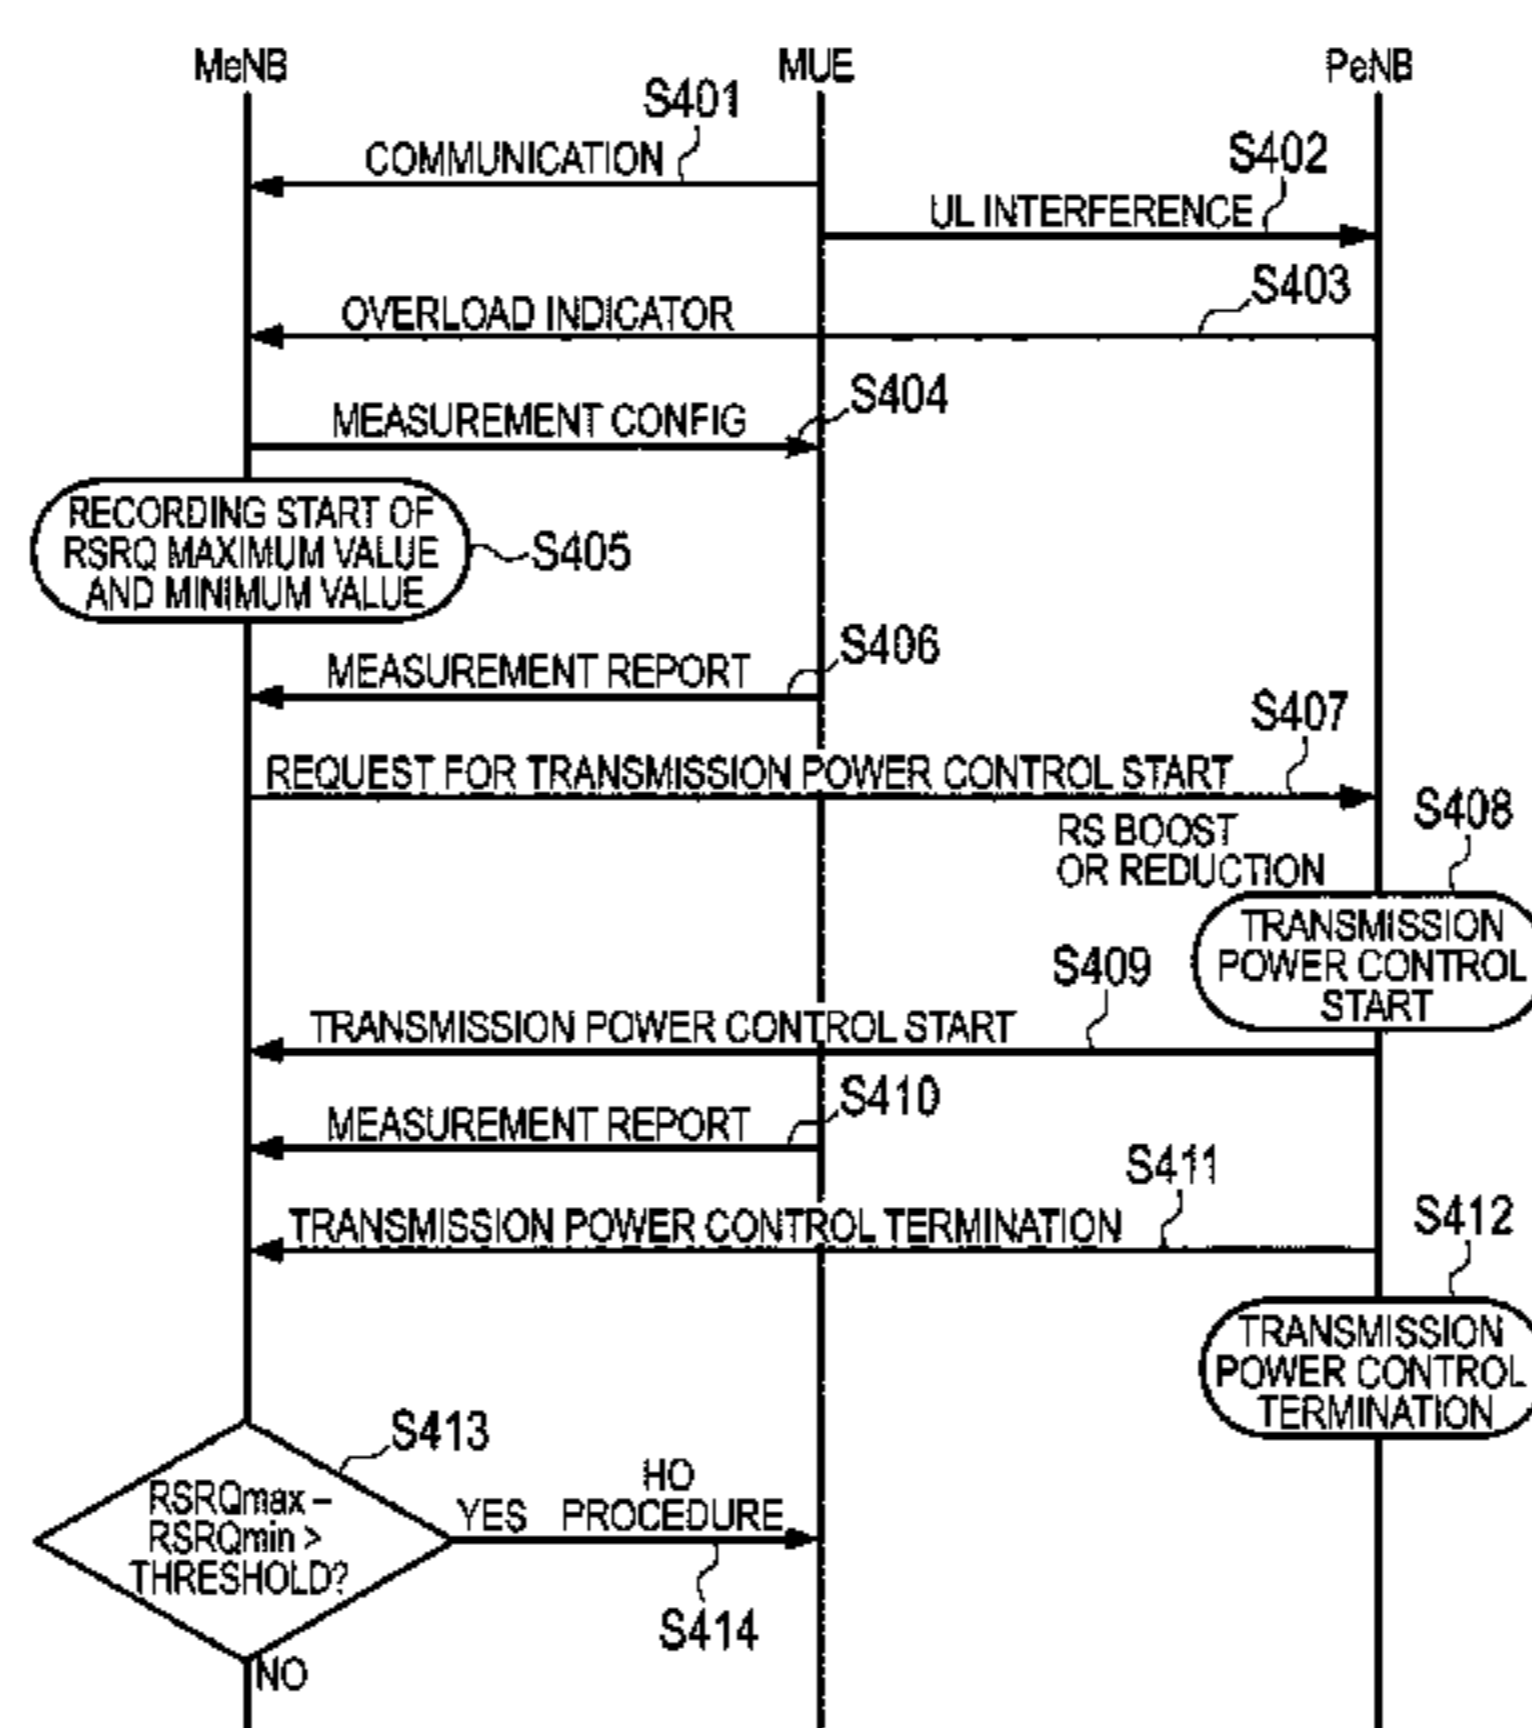 MeNB
MUE
PeNB
S401
COMMUNICATION
S402
UL INTERFERENCE
S403
OVERLOAD INDICATOR
S404
MEASUREMENT CONFIG
RECORDING START OF
RSRQ MAXIMUM VALUE
AND MINIMUM VALUE
S405
S406
MEASUREMENT REPORT
S407
REQUEST FOR TRANSMISSION POWER CONTROL START
RS BOOST
OR REDUCTION
S408
TRANSMISSION
POWER CONTROL
START
S409
TRANSMISSION POWER CONTROL START
S410
MEASUREMENT REPORT
S411
TRANSMISSION POWER CONTROL TERMINATION
S412
TRANSMISSION
POWER CONTROL
TERMINATION
S413
RSRQmax –
RSRQmin >
THRESHOLD?
YES
HO
PROCEDURE
S414
NO